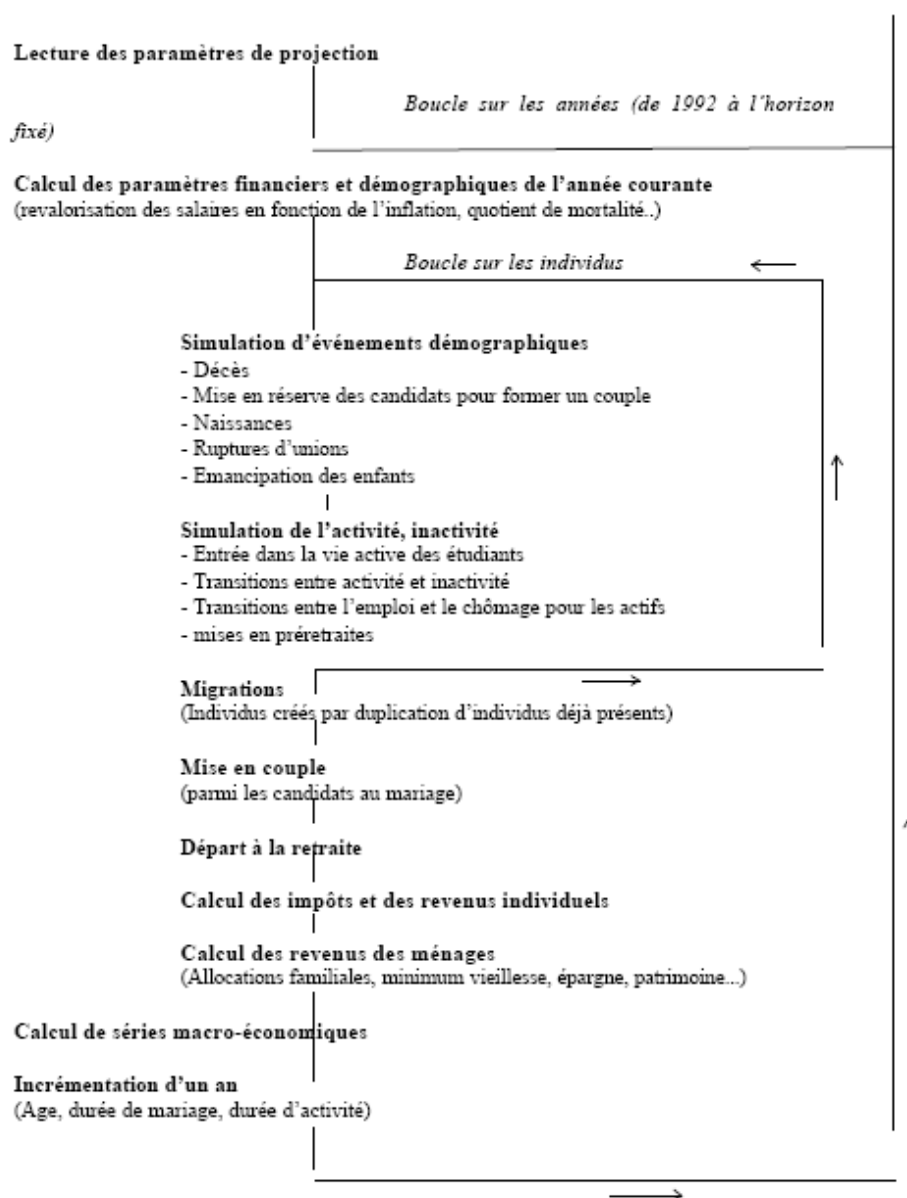 Lecture des paramètres de projection
Boucle sur les années (de 1992 à l'horizon
fixé)
Calcul des paramètres financiers et démographiques de l'année courante
(revalorisation des salaires en fonction de l'inflation, quotient de mortalité..)
Boucle sur les individus
Simulation d'événements démographiques
- Décès
- Mise en réserve des candidats pour former un couple
- Naissances
- Ruptures d'unions
- Emancipation des enfants
Simulation de l'activité, inactivité
- Entrée dans la vie active des étudiants
- Transitions entre activité et inactivité
- Transitions entre l'emploi et le chômage pour les actifs
- mises en préretraites
Migrations
(Individus créés par duplication d'individus déjà présents)
Mise en couple
(parmi les candidats au mariage)
Départ à la retraite
Calcul des impôts et des revenus individuels
Calcul des revenus des ménages
(Allocations familiales, minimum vieillesse, épargne, patrimoine...)
Calcul de séries macro-économiques
Incrémentation d'un an
(Age, durée de mariage, durée d'activité)